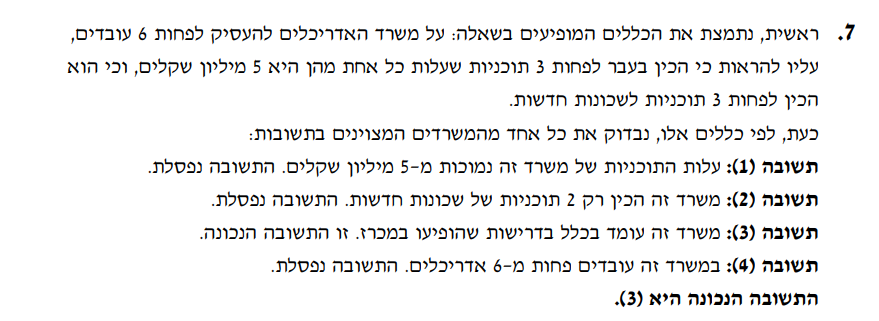 7. ראשית, נתמצת את הכללים המופיעים בשאלה: על משרד האדריכלים להעסיק לפחות 6 עובדים,
עליו להראות כי הכין בעבר לפחות 3 תוכניות שעלות כל אחת מהן היא 5 מיליון שקלים, וכי הוא
הכין לפחות 3 תוכניות לשכונות חדשות.
כעת, לפי כללים אלו, נבדוק את כל אחד מהמשרדים המצוינים בתשובות:
תשובה (1): עלות התוכניות של משרד זה נמוכות מ-5 מיליון שקלים. התשובה נפסלת.
תשובה (2): משרד זה הכין רק 2 תוכניות של שכונות חדשות. התשובה נפסלת.
תשובה (3): משרד זה עומד בכלל בדרישות שהופיעו במכרז. זו התשובה הנכונה.
תשובה (4): במשרד זה עובדים פחות מ-6 אדריכלים. התשובה נפסלת.
התשובה הנכונה היא (3).